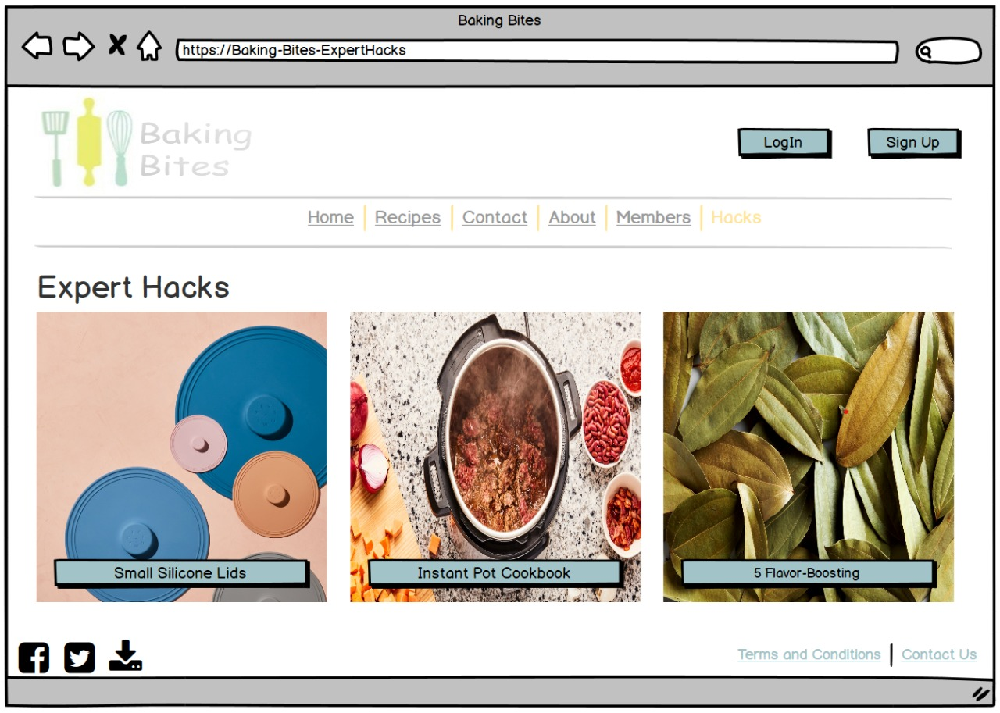 Baking Bites
https://Baking-Bites-ExpertHacks
Baking
Bites
LogIn
Sign Up
Home Recipes Contact About Members Hacks
Expert Hacks
Small Silicone Lids
Instant Pot Cookbook
5 Flavor-Boosting
Terms and Conditions Contact Us